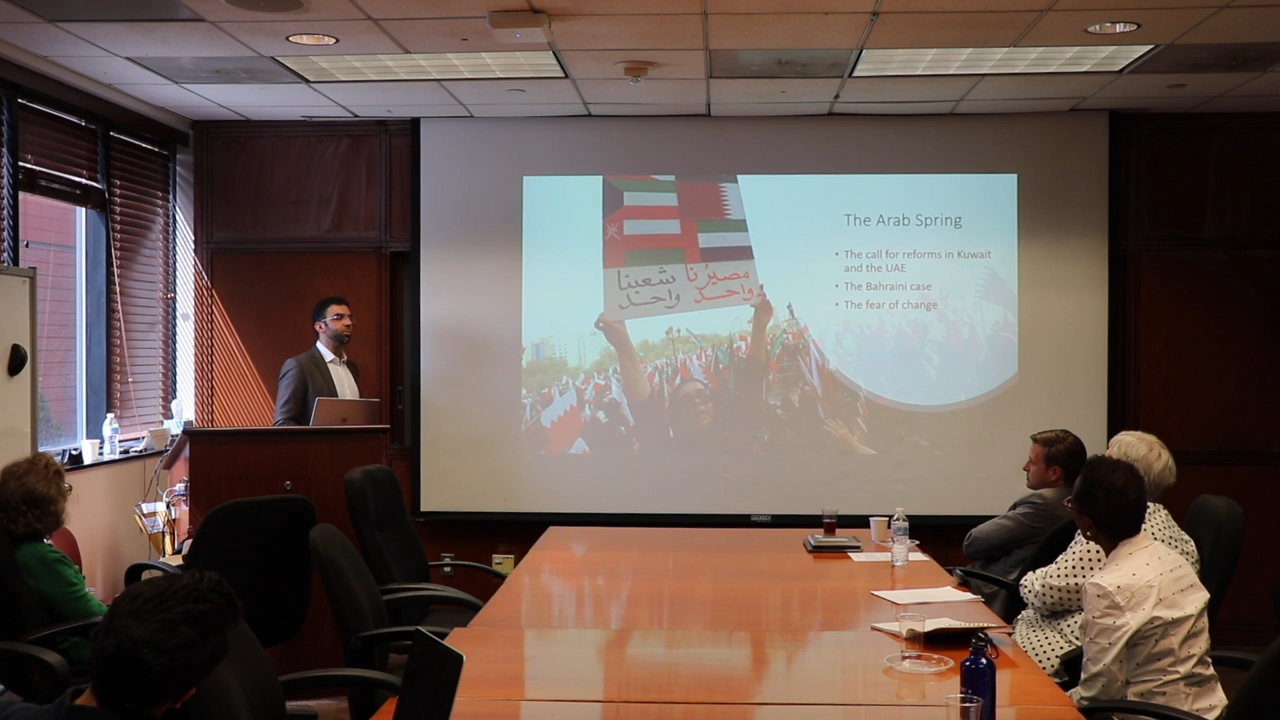 The Arab Spring
• The call for reforms in Kuwait
and the UAE
• The Bahraini case
• The fear of change
مصيرنا شعبنا
واحد واحد